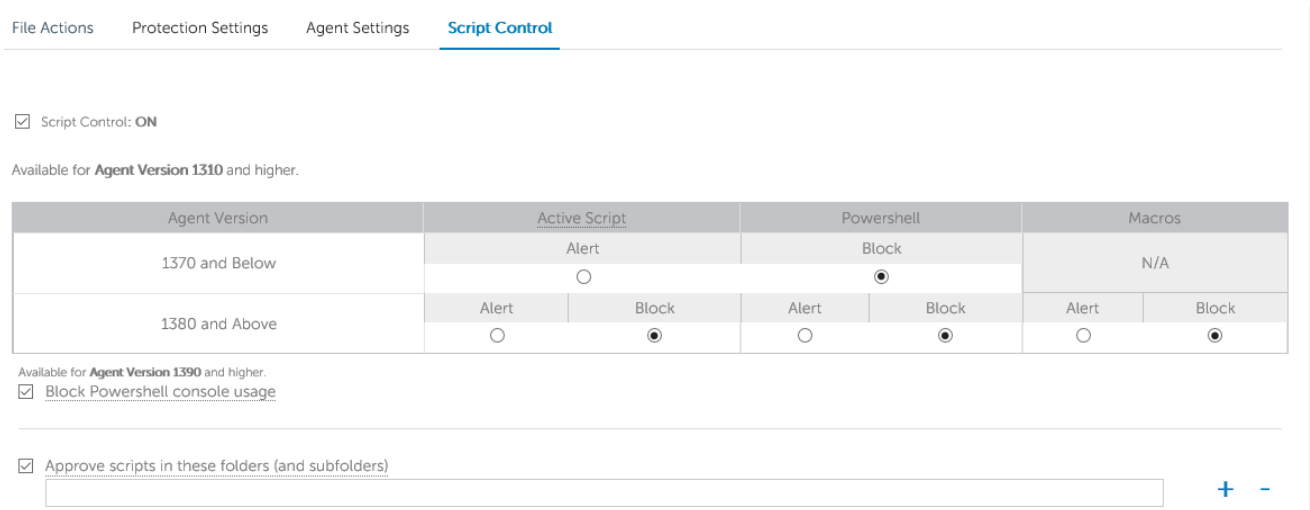 File Actions Protection Settings Agent Settings Script Control
Script Control: ON
Available for Agent Version 1310 and higher.
Agent Version Active Script Powershell Macros
1370 and Below Alert Block N/A
1380 and Above Alert Block Alert Block Alert Block
Available for Agent Version 1390 and higher.
Block Powershell console usage
Approve scripts in these folders (and subfolders)
+ -